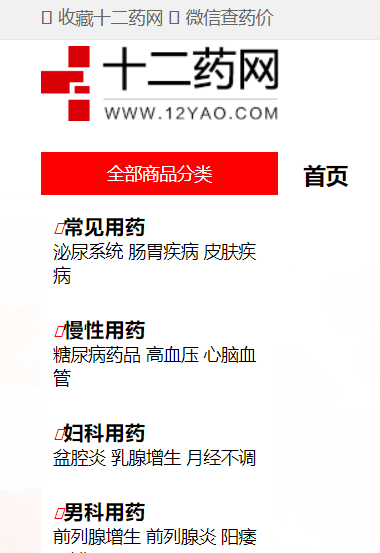 收藏十二药网 微信查药价
十二药网
WWW.12YAO.COM
全部商品分类 首页
常见用药
泌尿系统 肠胃疾病 皮肤疾
病
慢性用药
糖尿病药品 高血压 心脑血
管
妇科用药
盆腔炎 乳腺增生 月经不调
男科用药
前列腺增生 前列腺炎 阳痿